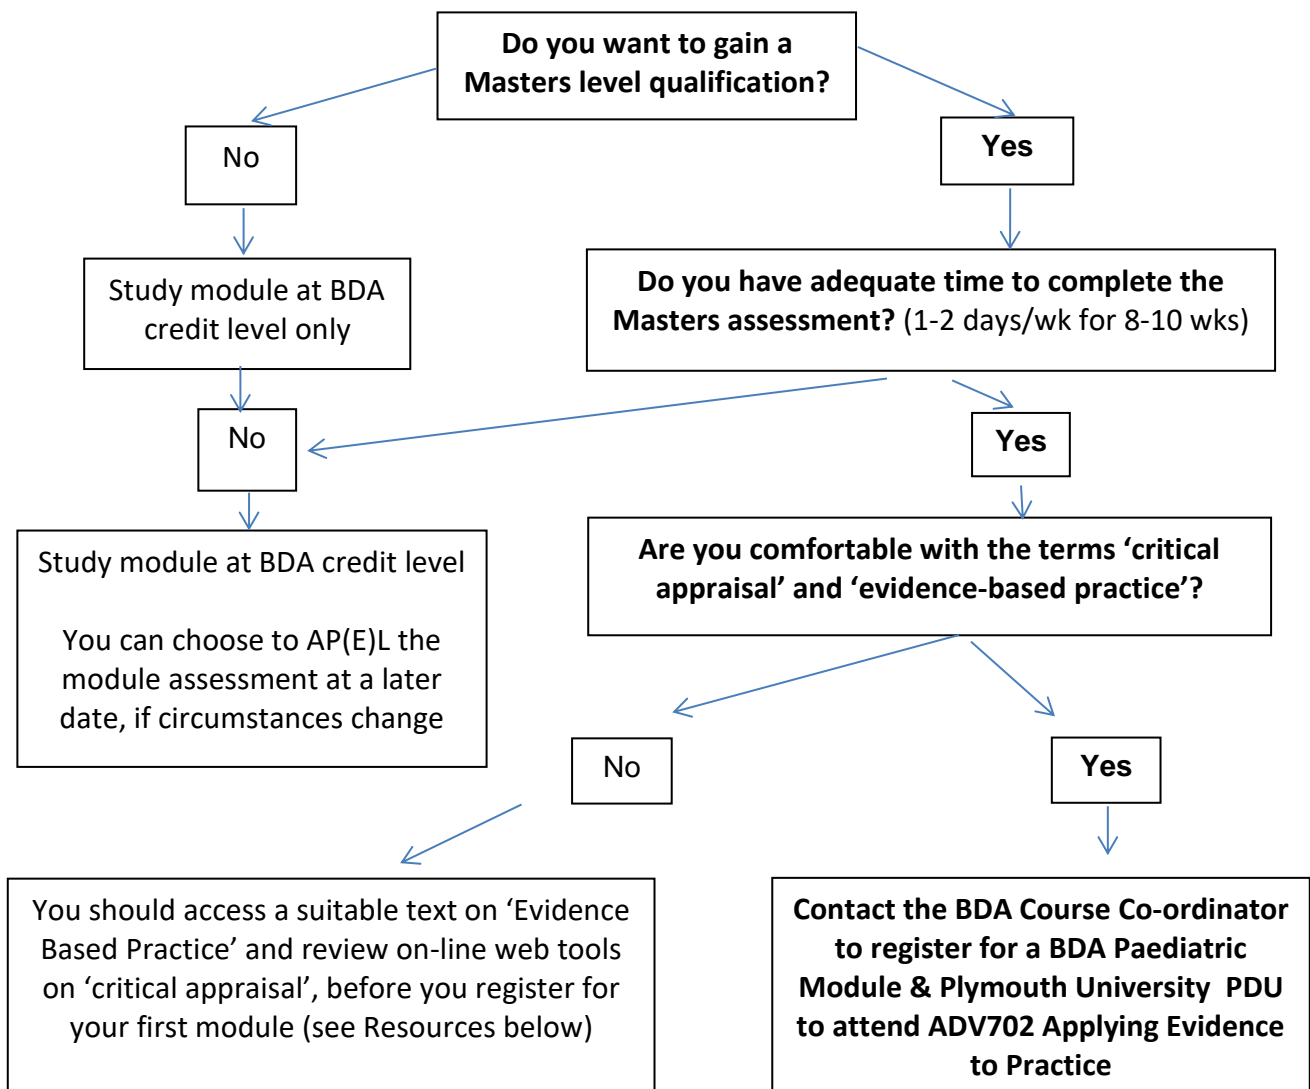 Do you want to gain a
Masters level qualification?
No
Yes
Study module at BDA
credit level only
Do you have adequate time to complete the
Masters assessment? (1-2 days/wk for 8-10 wks)
No
Yes
Study module at BDA credit level
You can choose to AP(E)L the
module assessment at a later
date, if circumstances change
Are you comfortable with the terms ‘critical
appraisal’ and ‘evidence-based practice’?
No
Yes
You should access a suitable text on ‘Evidence
Based Practice’ and review on-line web tools
on ‘critical appraisal’, before you register for
your first module (see Resources below)
Contact the BDA Course Co-ordinator
to register for a BDA Paediatric
Module & Plymouth University PDU
to attend ADV702 Applying Evidence
to Practice